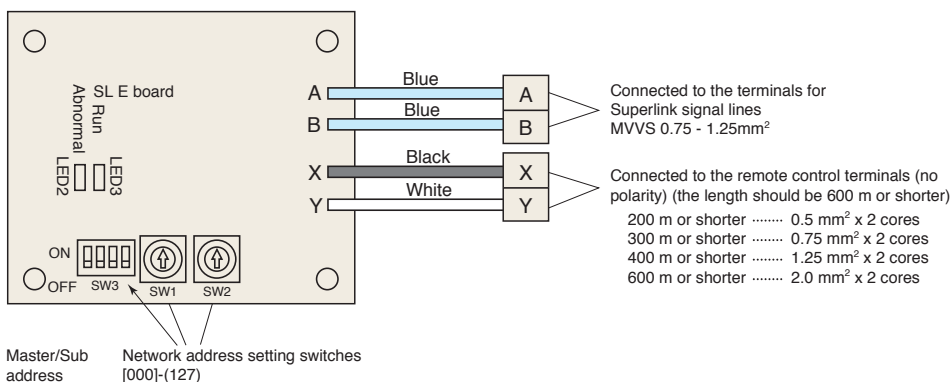 SL E board
Abnormal
Run
LED2
LED3
ON
OFF
SW3
SW1
SW2
A
B
X
Y
Blue
Blue
Black
White
A
B
X
Y
Connected to the terminals for
Superlink signal lines
MVVS 0.75 - 1.25mm²
Connected to the remote control terminals (no
polarity) (the length should be 600 m or shorter)
200 m or shorter ........ 0.5 mm² x 2 cores
300 m or shorter ........ 0.75 mm² x 2 cores
400 m or shorter ........ 1.25 mm² x 2 cores
600 m or shorter ........ 2.0 mm² x 2 cores
Master/Sub
address
Network address setting switches
[000]-(127)